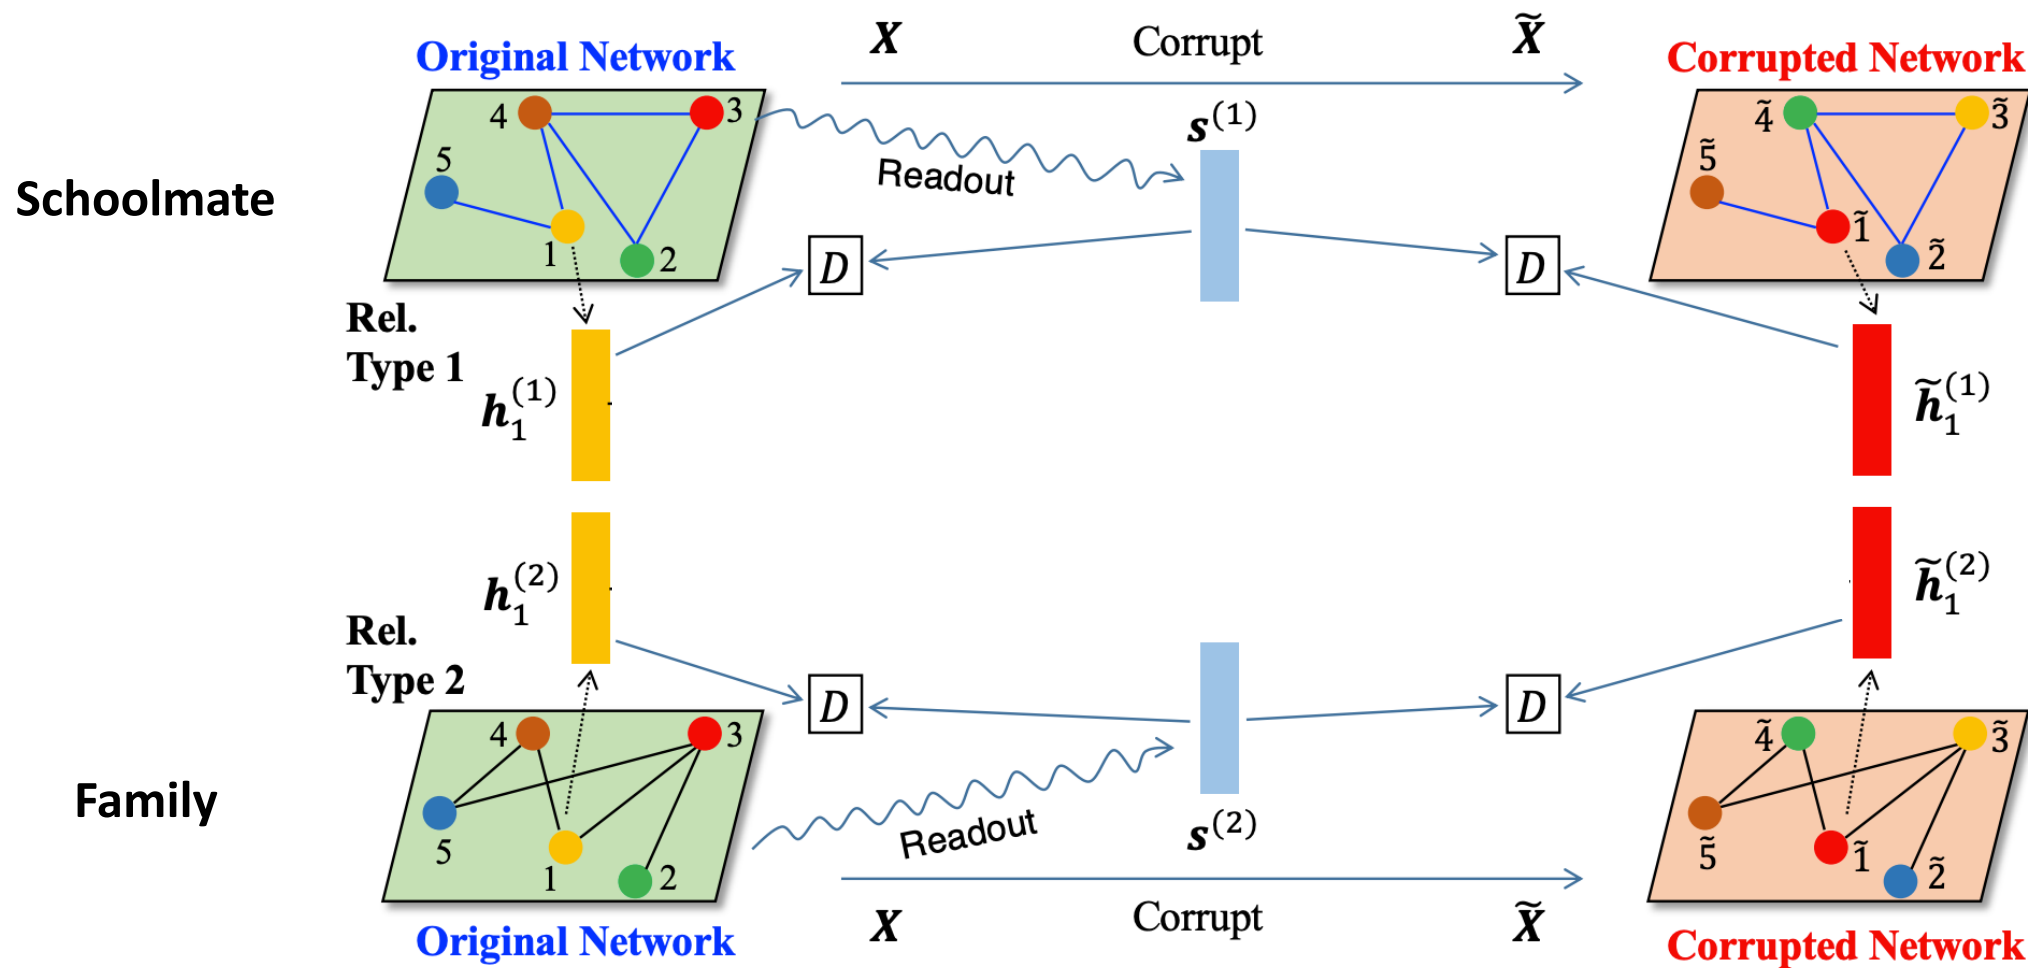 X Corrupt X̃
Original Network Corrupted Network
4 3 s⁽¹⁾ 4̃ 3̃
5 Readout 5̃
Schoolmate
1 2 D D 1̃ 2̃
Rel.
Type 1
h₁⁽¹⁾ h̃₁⁽¹⁾
h₁⁽²⁾ h̃₁⁽²⁾
Rel.
Type 2
D D
4 3 4̃ 3̃
Family
5 1 2 Readout s⁽²⁾ 5̃ 1̃ 2̃
X Corrupt X̃
Original Network Corrupted Network